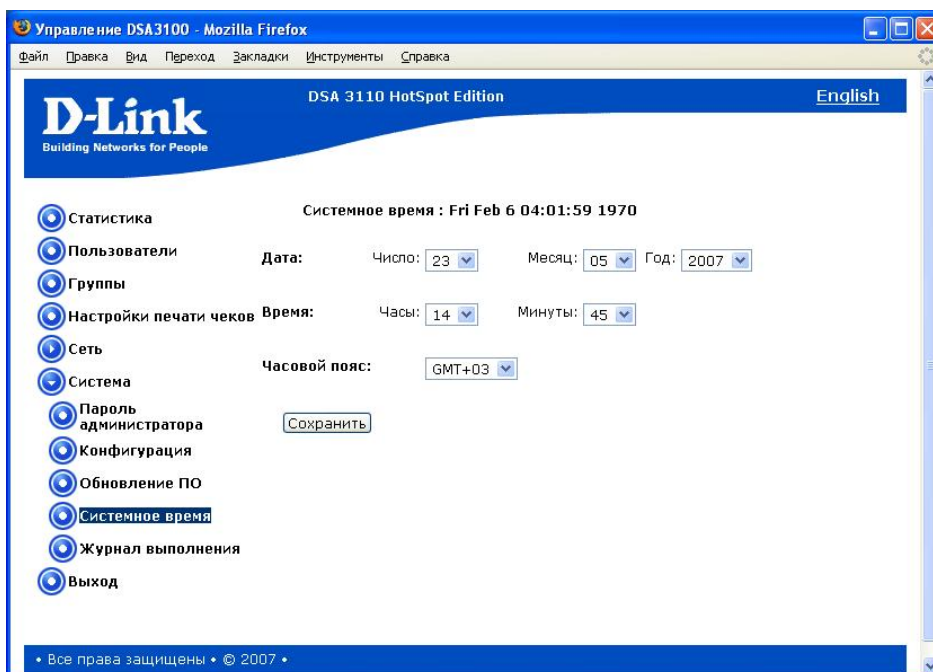 Управление DSA3100 - Mozilla Firefox
Файл Правка Вид Переход Закладки Инструменты Справка
D-Link
Building Networks for People
DSA 3110 HotSpot Edition
English
Статистика
Пользователи
Группы
Настройки печати чеков
Сеть
Система
Пароль
администратора
Конфигурация
Обновление ПО
Системное время
Журнал выполнения
Выход
Системное время : Fri Feb 6 04:01:59 1970
Дата: Число: 23 Месяц: 05 Год: 2007
Время: Часы: 14 Минуты: 45
Часовой пояс: GMT+03
Сохранить
• Все права защищены • © 2007 •